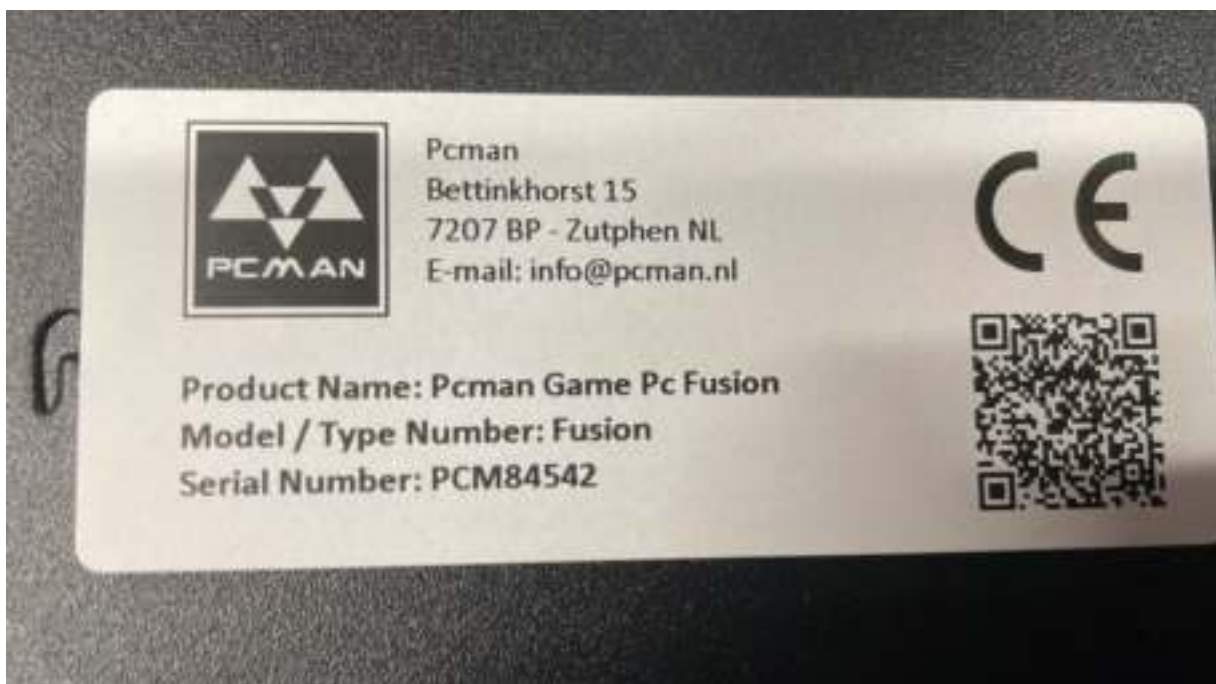 PCMAN
Pcman
Bettinkhorst 15
7207 BP - Zutphen NL
E-mail: info@pcman.nl
CE
Product Name: Pcman Game Pc Fusion
Model / Type Number: Fusion
Serial Number: PCM84542